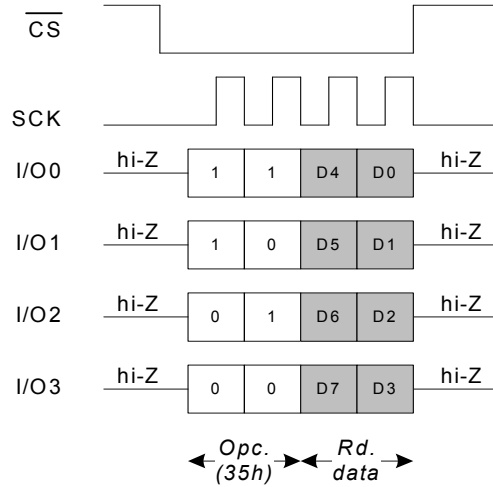 CS
SCK
I/O0 hi-Z 1 1 D4 D0 hi-Z
I/O1 hi-Z 1 0 D5 D1 hi-Z
I/O2 hi-Z 0 1 D6 D2 hi-Z
I/O3 hi-Z 0 0 D7 D3 hi-Z
Opc. Rd.
(35h) data